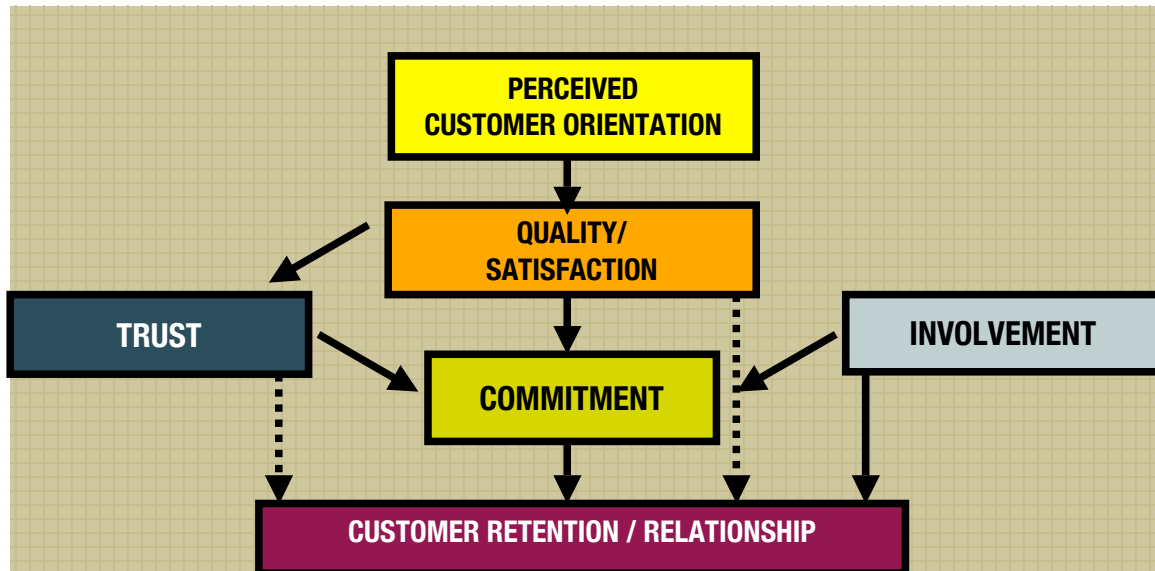 PERCEIVED
CUSTOMER ORIENTATION
QUALITY/
SATISFACTION
TRUST
INVOLVEMENT
COMMITMENT
CUSTOMER RETENTION / RELATIONSHIP